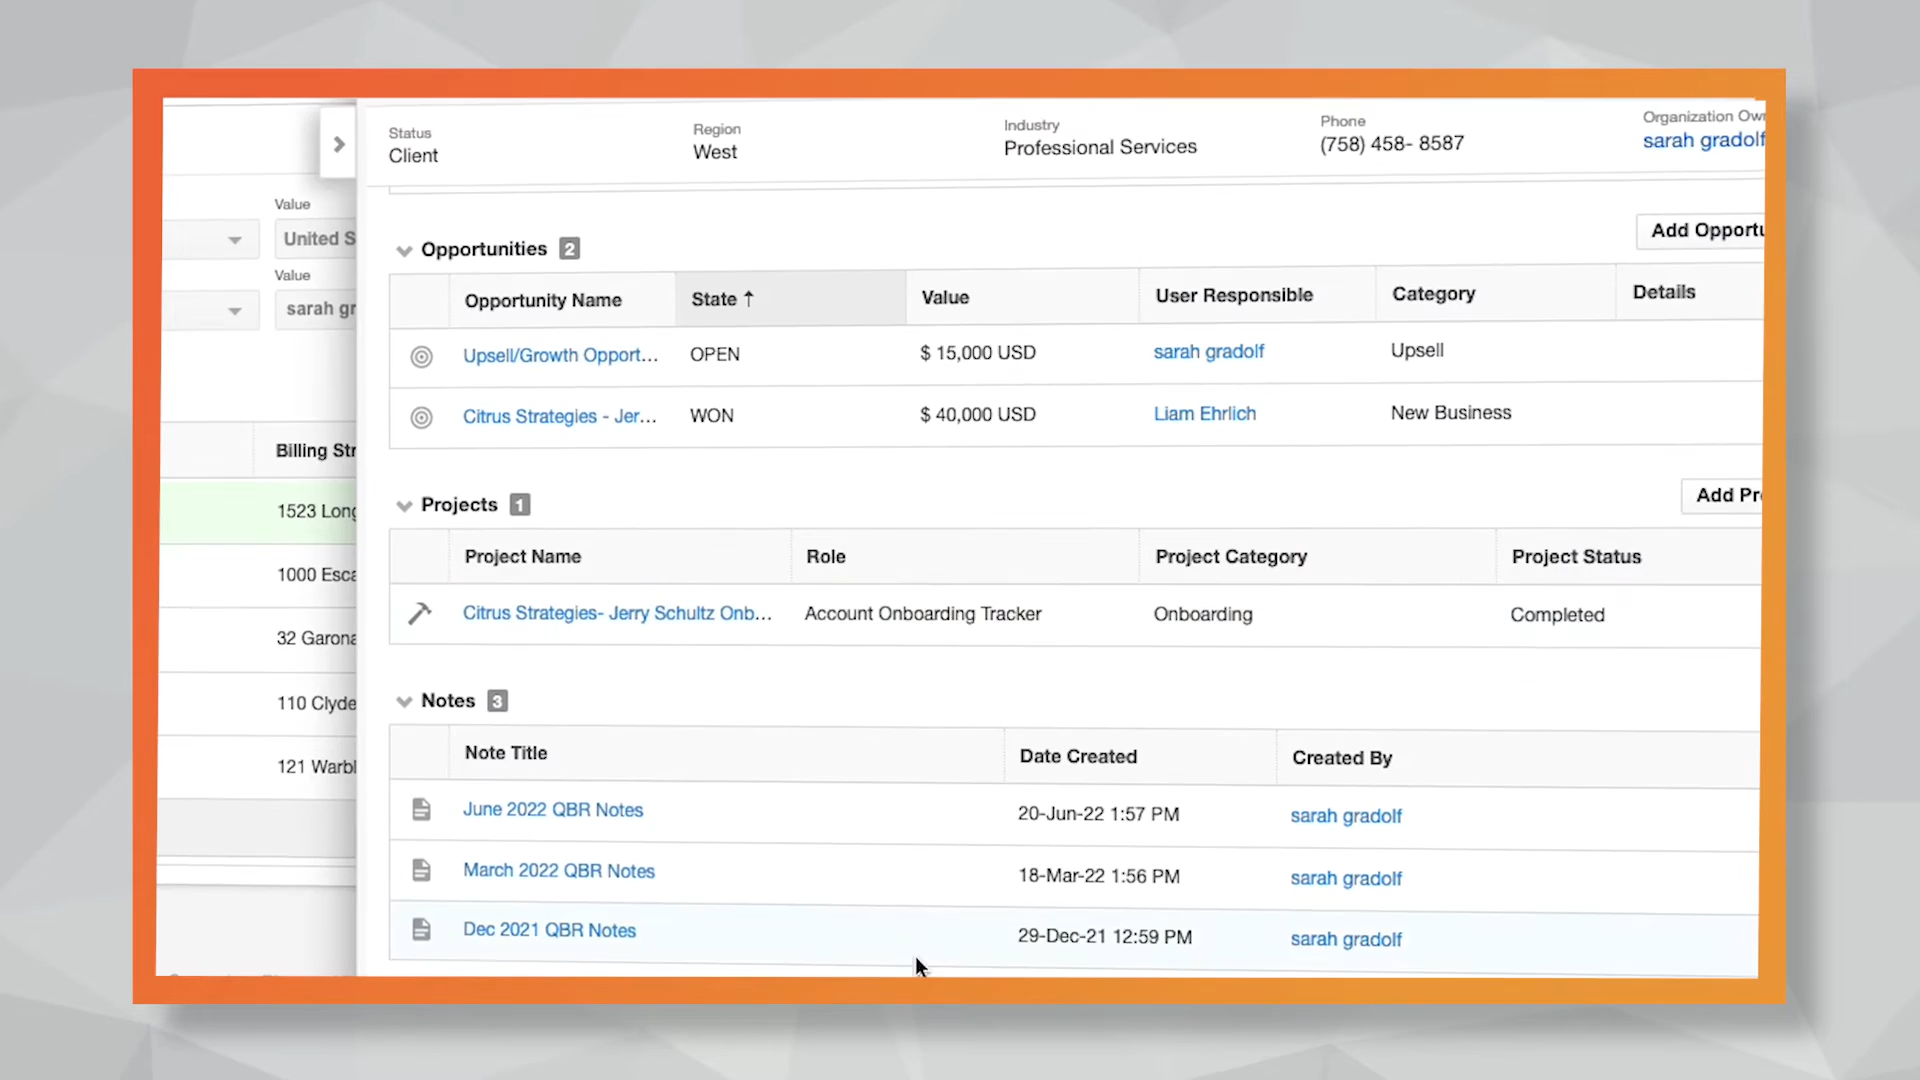 Status
Client
Region
West
Industry
Professional Services
Phone
(758) 458- 8587
Organization Ow
sarah gradolf
Value
United S
Value
sarah gr
Billing Str
1523 Long
1000 Esca
32 Garona
110 Clyde
121 Warbl
Opportunities 2
Add Opportu
Opportunity Name State ↑ Value User Responsible Category Details
Upsell/Growth Opport... OPEN $ 15,000 USD sarah gradolf Upsell
Citrus Strategies - Jer... WON $ 40,000 USD Liam Ehrlich New Business
Projects 1
Add Pr
Project Name Role Project Category Project Status
Citrus Strategies- Jerry Schultz Onb... Account Onboarding Tracker Onboarding Completed
Notes 3
Note Title Date Created Created By
June 2022 QBR Notes 20-Jun-22 1:57 PM sarah gradolf
March 2022 QBR Notes 18-Mar-22 1:56 PM sarah gradolf
Dec 2021 QBR Notes 29-Dec-21 12:59 PM sarah gradolf